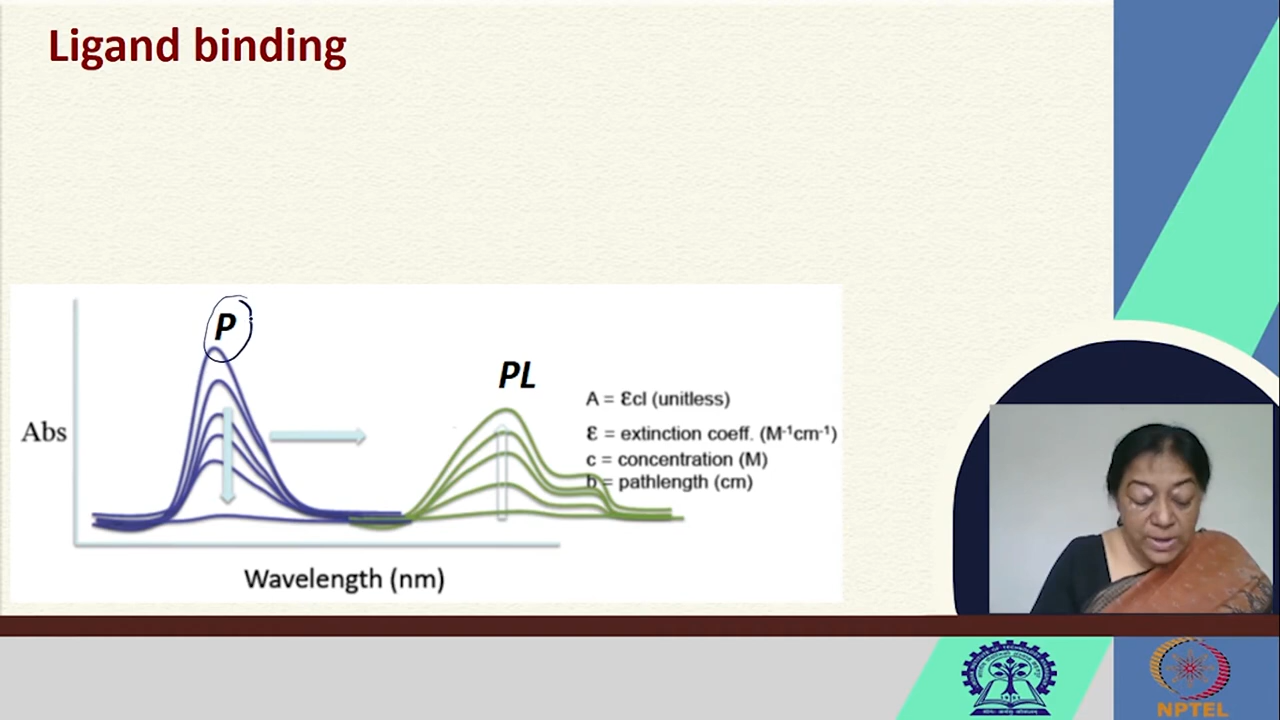 Ligand binding
P
PL
Abs
A = εcl (unitless)
ε = extinction coeff. (M⁻¹cm⁻¹)
c = concentration (M)
b = pathlength (cm)
Wavelength (nm)
NPTEL